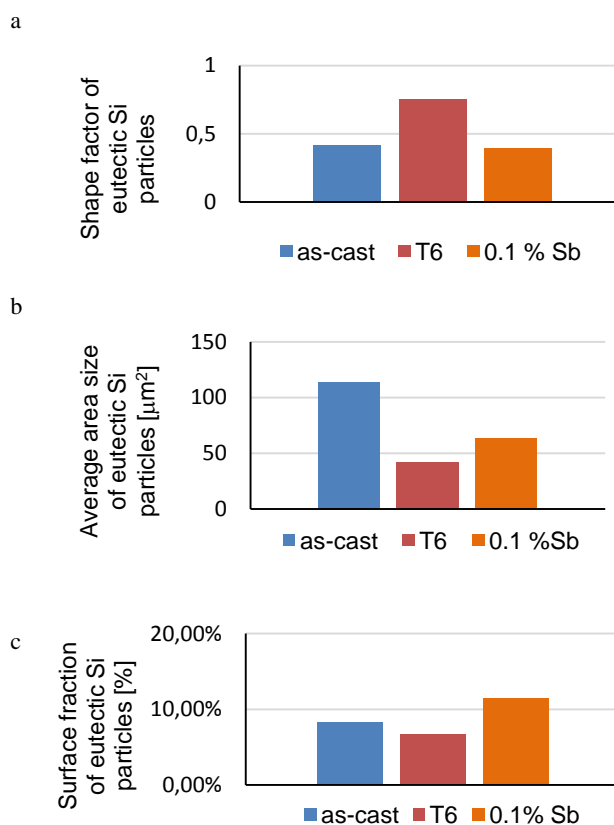 a
Shape factor of
eutectic Si
particles
1
0,5
0
as-cast T6 0.1 % Sb
b
Average area size
of eutectic Si
particles [μm²]
150
100
50
0
as-cast T6 0.1 %Sb
c
Surface fraction
of eutectic Si
particles [%]
20,00%
10,00%
0,00%
as-cast T6 0.1% Sb